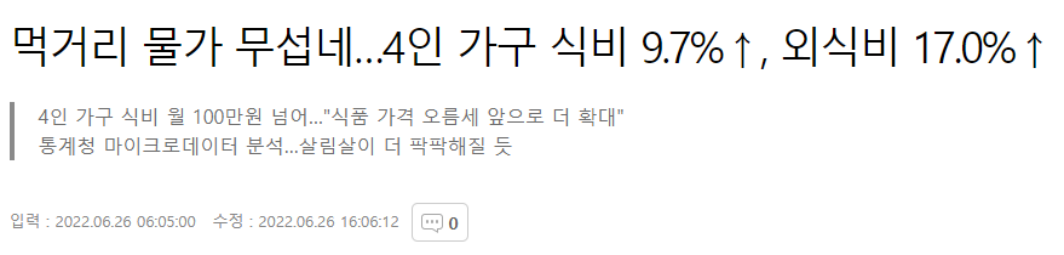 먹거리 물가 무섭네...4인 가구 식비 9.7%↑, 외식비 17.0%↑
4인 가구 식비 월 100만원 넘어..."식품 가격 오름세 앞으로 더 확대"
통계청 마이크로데이터 분석...살림살이 더 팍팍해질 듯
입력 : 2022.06.26 06:05:00 수정 : 2022.06.26 16:06:12 0